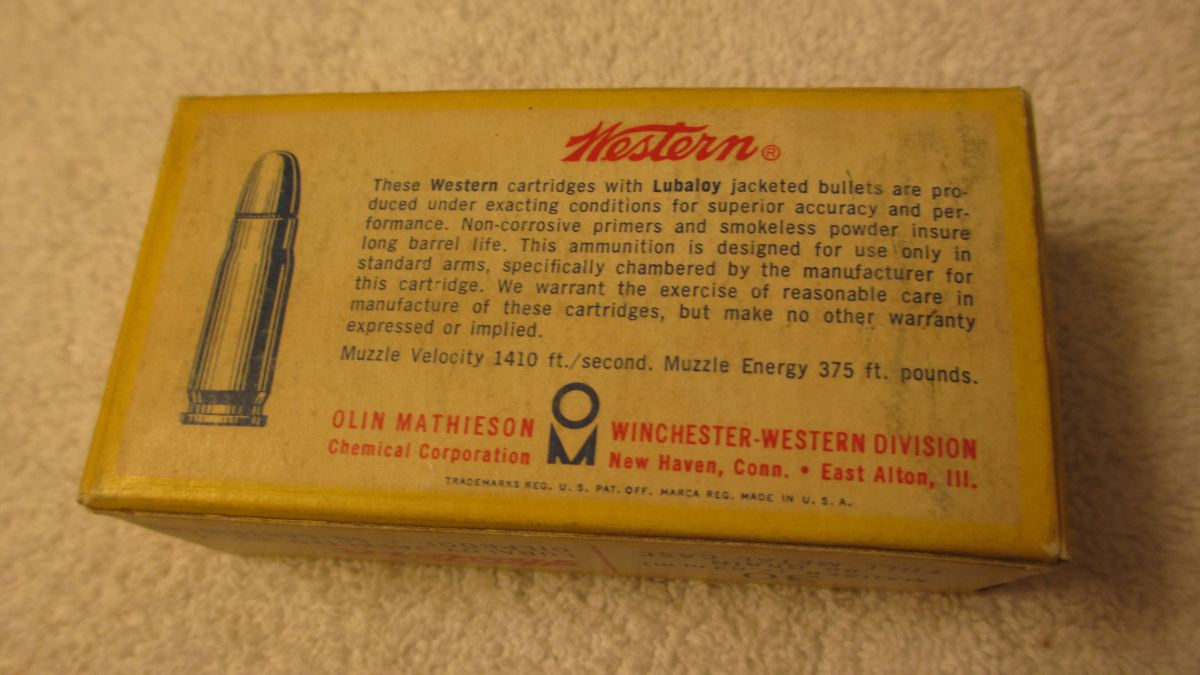 Western®
These Western cartridges with Lubaloy jacketed bullets are pro-
duced under exacting conditions for superior accuracy and per-
formance. Non-corrosive primers and smokeless powder insure
long barrel life. This ammunition is designed for use only in
standard arms, specifically chambered by the manufacturer for
this cartridge. We warrant the exercise of reasonable care in
manufacture of these cartridges, but make no other warranty
expressed or implied.
Muzzle Velocity 1410 ft./second. Muzzle Energy 375 ft. pounds.
OLIN MATHIESON
Chemical Corporation
OM
WINCHESTER-WESTERN DIVISION
New Haven, Conn. • East Alton, Ill.
TRADEMARKS REG. U. S. PAT. OFF. MARCA REG. MADE IN U. S. A.
30
FULL METAL CASE